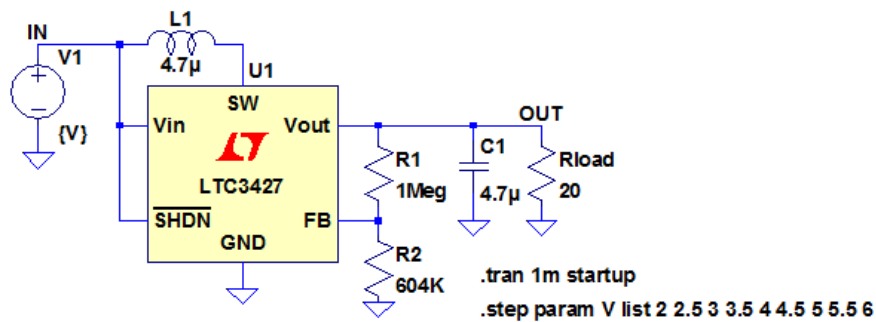 IN
V1
{V}
L1
4.7µ
U1
SW
Vin
Vout
LTC3427
SHDN
FB
GND
R1
1Meg
R2
604K
C1
4.7µ
OUT
Rload
20
.tran 1m startup
.step param V list 2 2.5 3 3.5 4 4.5 5 5.5 6